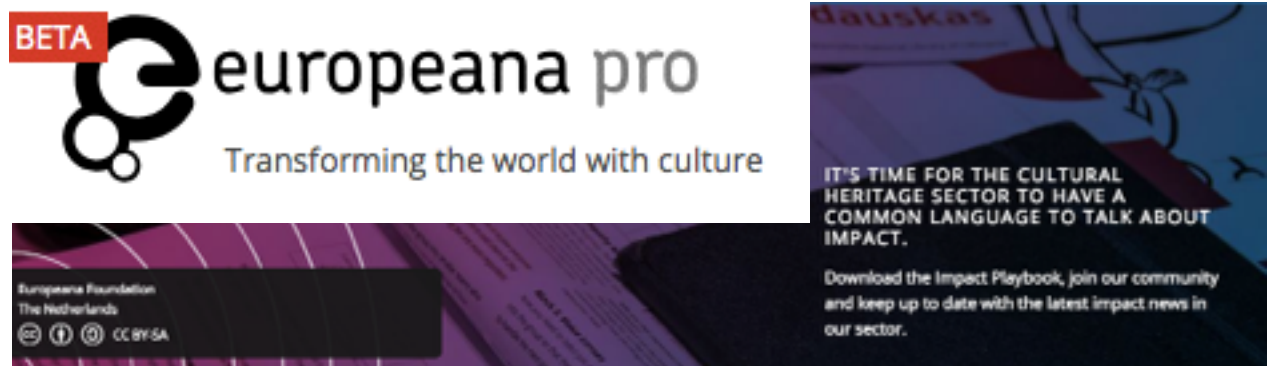 BETA
europeana pro
Transforming the world with culture
dauskas
IT'S TIME FOR THE CULTURAL
HERITAGE SECTOR TO HAVE A
COMMON LANGUAGE TO TALK ABOUT
IMPACT.
Download the Impact Playbook, join our community
and keep up to date with the latest impact news in
our sector.
Europeana Foundation
The Netherlands
CC BY-SA